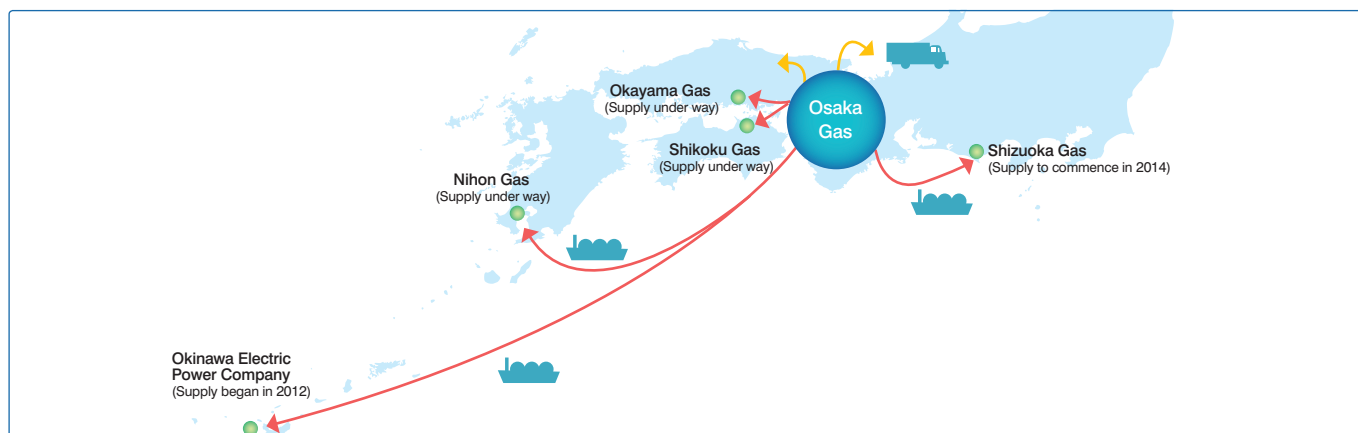 Okayama Gas
(Supply under way)
Osaka
Gas
Shikoku Gas
(Supply under way)
Shizuoka Gas
(Supply to commence in 2014)
Nihon Gas
(Supply under way)
Okinawa Electric
Power Company
(Supply began in 2012)